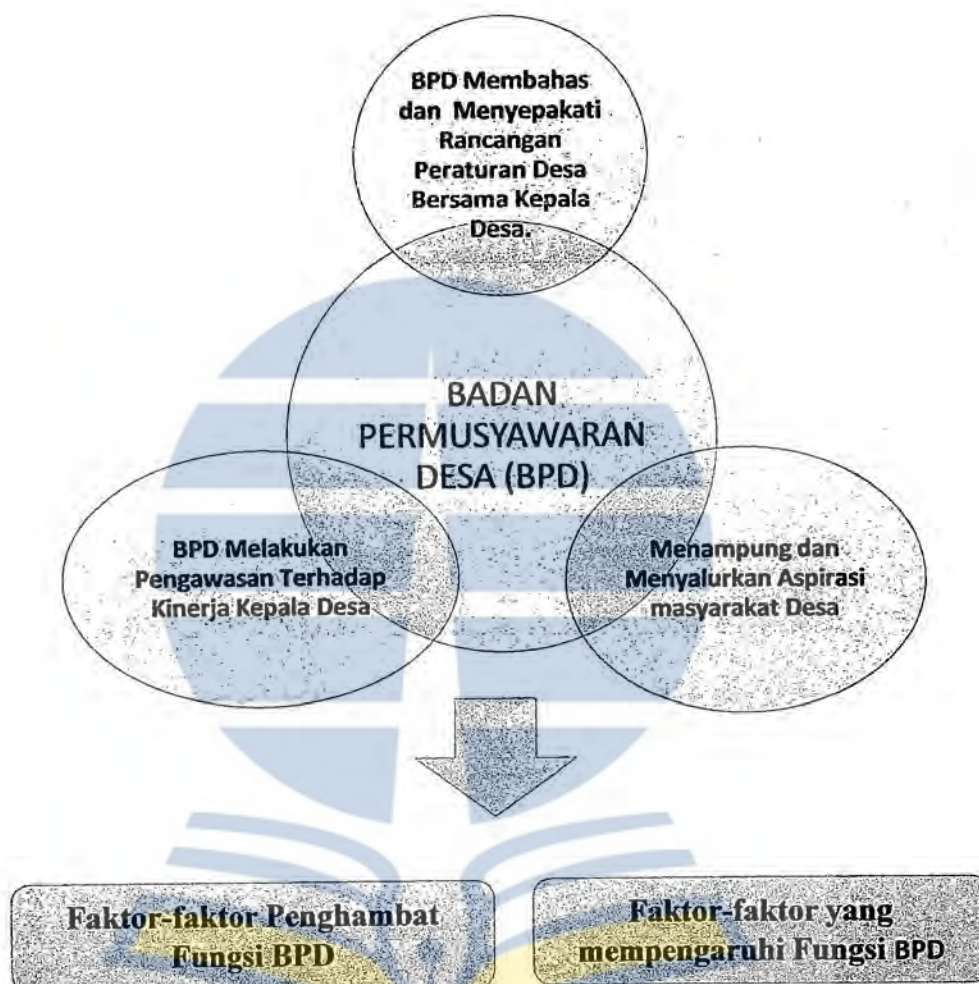 BPD Membahas
dan Menyepakati
Rancangan
Peraturan Desa
Bersama Kepala
Desa.
BADAN
PERMUSYAWARAN
DESA (BPD)
BPD Melakukan
Pengawasan Terhadap
Kinerja Kepala Desa
Menampung dan
Menyalurkan Aspirasi
masyarakat Desa
Faktor-faktor Penghambat
Fungsi BPD
Faktor-faktor yang
mempengaruhi Fungsi BPD